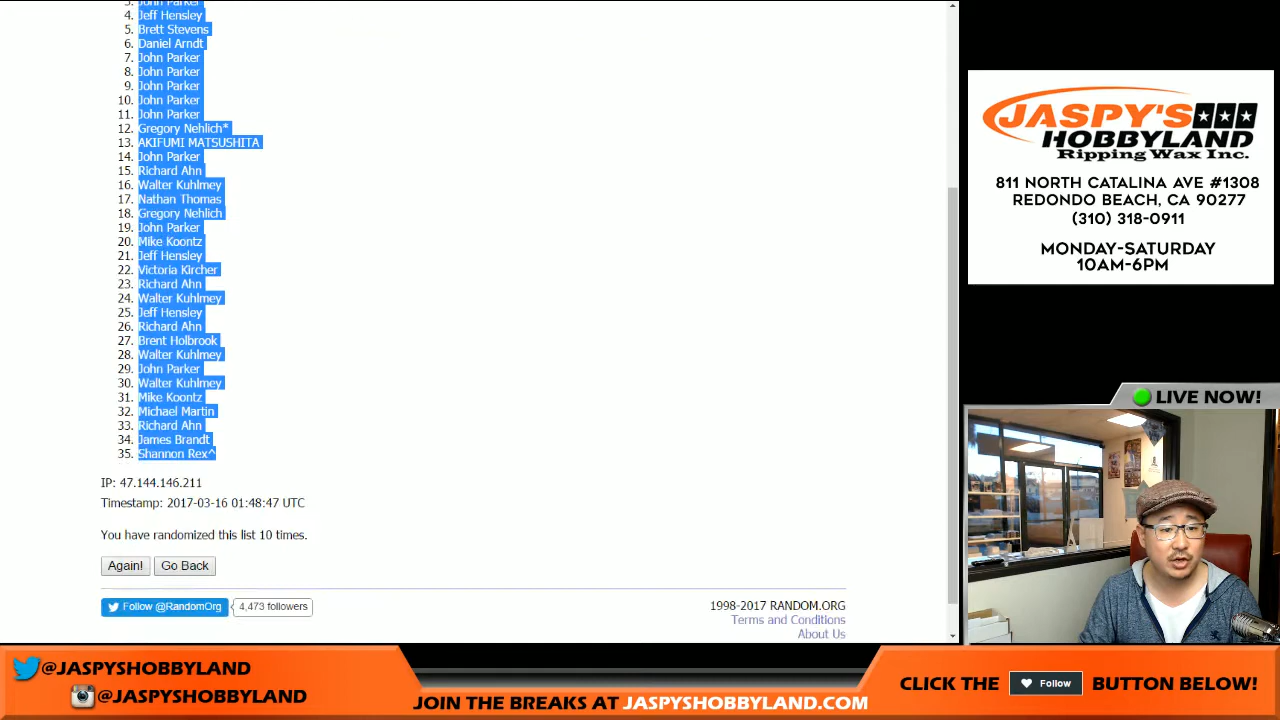 3. John Parker
4. Jeff Hensley
5. Brett Stevens
6. Daniel Arndt
7. John Parker
8. John Parker
9. John Parker
10. John Parker
11. John Parker
12. Gregory Nehlich*
13. AKIFUMI MATSUSHITA
14. John Parker
15. Richard Ahn
16. Walter Kuhlmey
17. Nathan Thomas
18. Gregory Nehlich
19. John Parker
20. Mike Koontz
21. Jeff Hensley
22. Victoria Kircher
23. Richard Ahn
24. Walter Kuhlmey
25. Jeff Hensley
26. Richard Ahn
27. Brent Holbrook
28. Walter Kuhlmey
29. John Parker
30. Walter Kuhlmey
31. Mike Koontz
32. Michael Martin
33. Richard Ahn
34. James Brandt
35. Shannon Rex^
IP: 47.144.146.211
Timestamp: 2017-03-16 01:48:47 UTC
You have randomized this list 10 times.
Again! Go Back
Follow @RandomOrg 4,473 followers
1998-2017 RANDOM.ORG
Terms and Conditions
About Us
JASPY'S
HOBBYLAND
Ripping Wax Inc.
811 NORTH CATALINA AVE #1308
REDONDO BEACH, CA 90277
(310) 318-0911
MONDAY-SATURDAY
10AM-6PM
LIVE NOW!
@JASPYSHOBBYLAND
@JASPYSHOBBYLAND
JOIN THE BREAKS AT JASPYSHOBBYLAND.COM
CLICK THE Follow BUTTON BELOW!